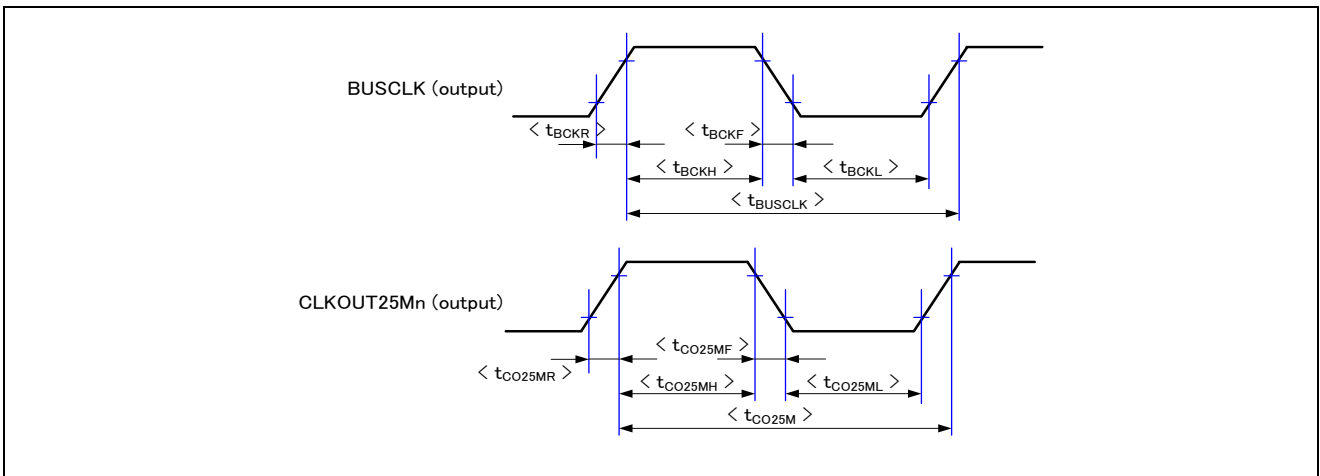 BUSCLK (output)
< tBCKR >
< tBCKF >
< tBCKH >
< tBCKL >
< tBUSCLK >
CLKOUT25Mn (output)
< tCO25MR >
< tCO25MF >
< tCO25MH >
< tCO25ML >
< tCO25M >